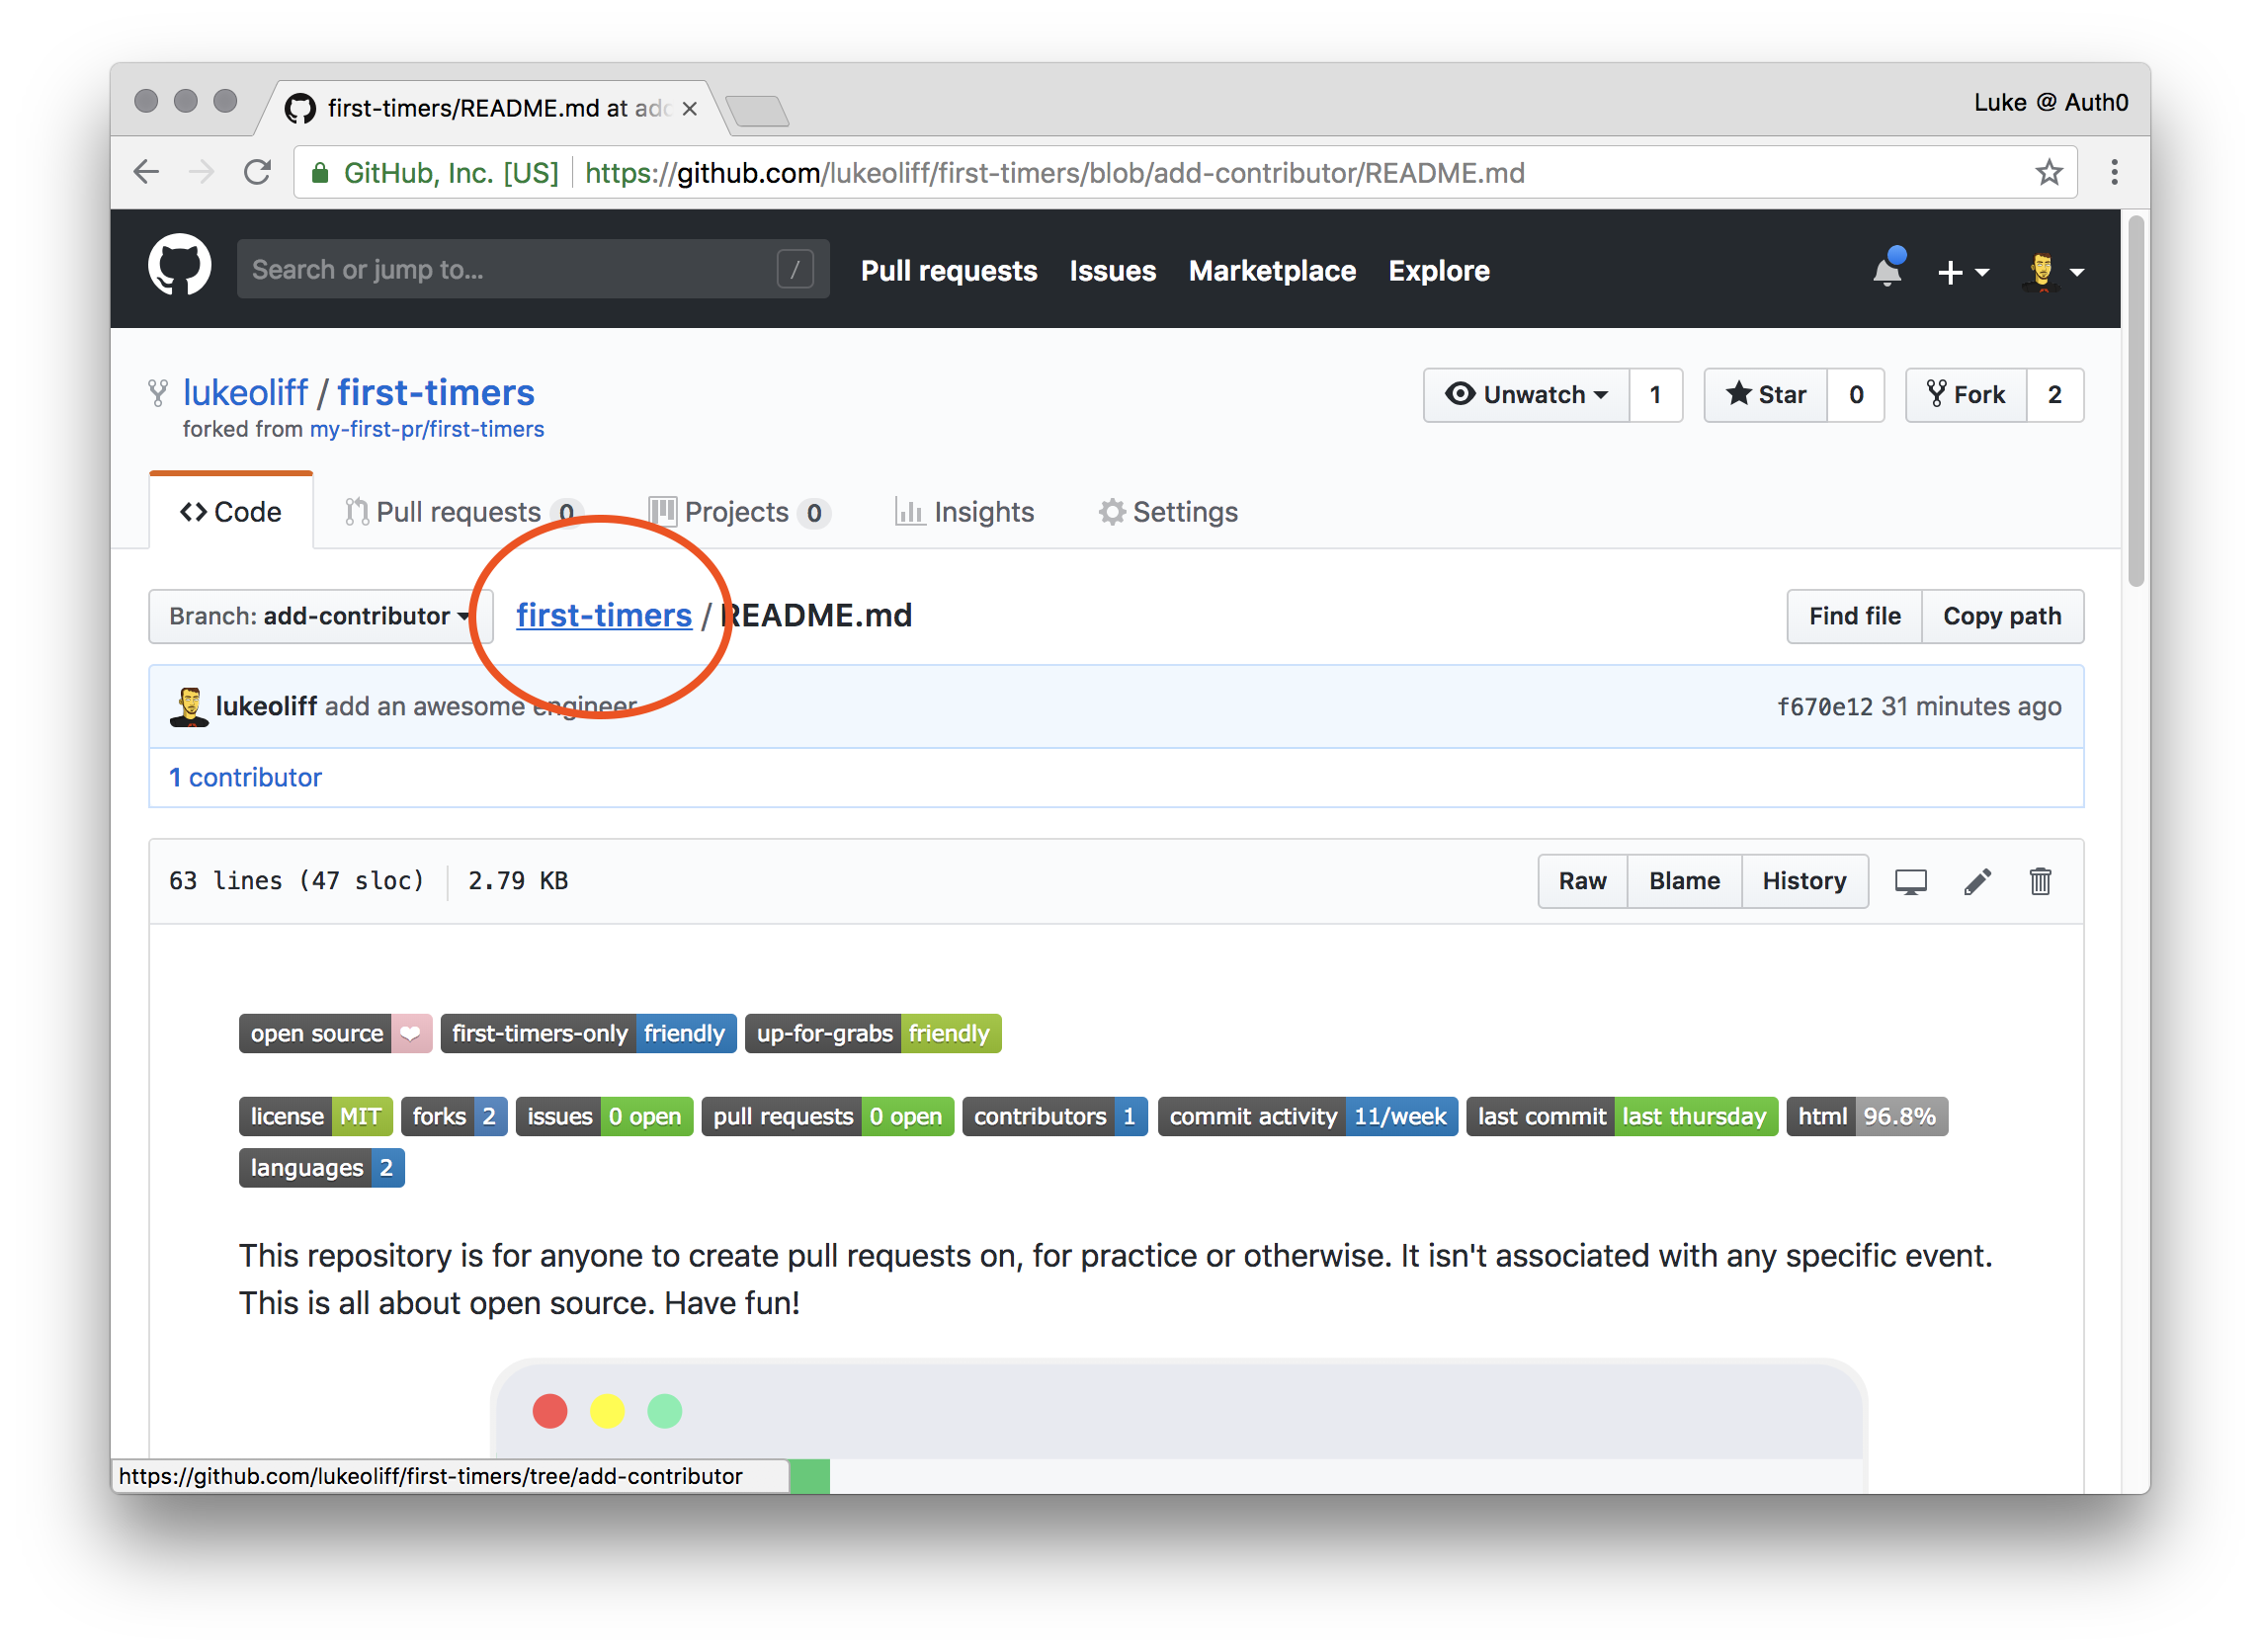 first-timers/README.md at add
Luke @ Auth0
GitHub, Inc. [US] https://github.com/lukeoliff/first-timers/blob/add-contributor/README.md
Search or jump to... / Pull requests Issues Marketplace Explore
lukeoliff / first-timers Unwatch 1 Star 0 Fork 2
forked from my-first-pr/first-timers
Code Pull requests 0 Projects 0 Insights Settings
Branch: add-contributor first-timers / README.md Find file Copy path
lukeoliff add an awesome engineer f670e12 31 minutes ago
1 contributor
63 lines (47 sloc) 2.79 KB Raw Blame History
open source first-timers-only friendly up-for-grabs friendly
license MIT forks 2 issues 0 open pull requests 0 open contributors 1 commit activity 11/week last commit last thursday html 96.8%
languages 2
This repository is for anyone to create pull requests on, for practice or otherwise. It isn't associated with any specific event.
This is all about open source. Have fun!
https://github.com/lukeoliff/first-timers/tree/add-contributor